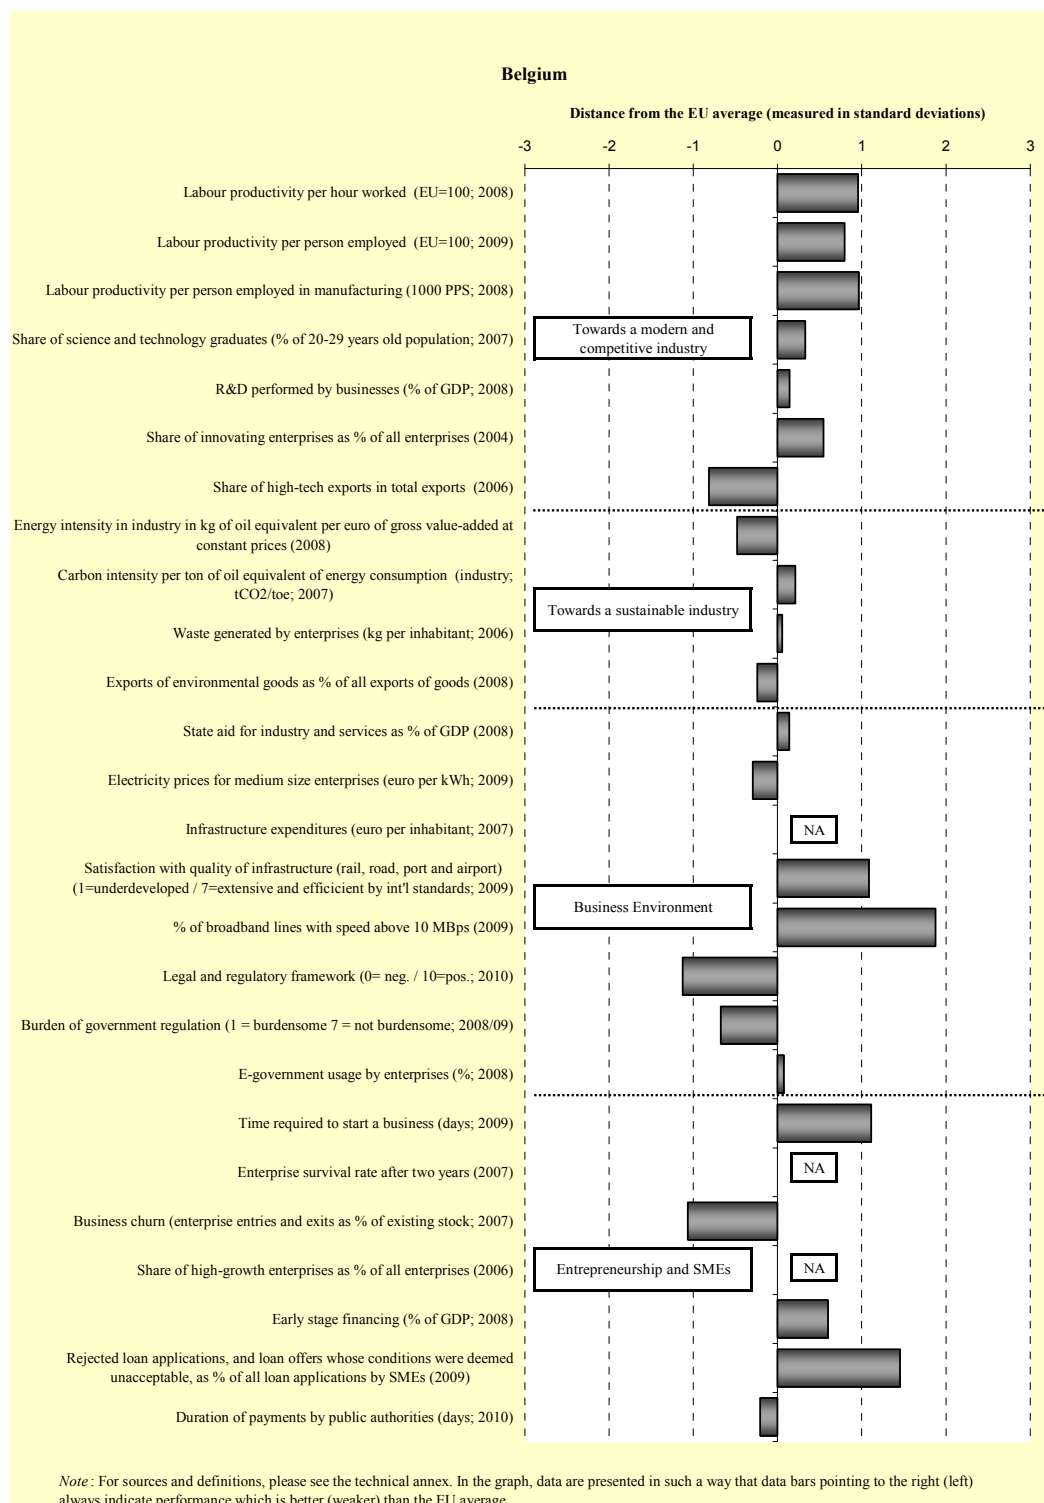 Belgium
Distance from the EU average (measured in standard deviations)
-3 -2 -1 0 1 2 3
Labour productivity per hour worked (EU=100; 2008)
Labour productivity per person employed (EU=100; 2009)
Labour productivity per person employed in manufacturing (1000 PPS; 2008)
Share of science and technology graduates (% of 20-29 years old population; 2007)
Towards a modern and
competitive industry
R&D performed by businesses (% of GDP; 2008)
Share of innovating enterprises as % of all enterprises (2004)
Share of high-tech exports in total exports (2006)
Energy intensity in industry in kg of oil equivalent per euro of gross value-added at
constant prices (2008)
Carbon intensity per ton of oil equivalent of energy consumption (industry;
tCO2/toe; 2007)
Towards a sustainable industry
Waste generated by enterprises (kg per inhabitant; 2006)
Exports of environmental goods as % of all exports of goods (2008)
State aid for industry and services as % of GDP (2008)
Electricity prices for medium size enterprises (euro per kWh; 2009)
Infrastructure expenditures (euro per inhabitant; 2007)
NA
Satisfaction with quality of infrastructure (rail, road, port and airport)
(1=underdeveloped / 7=extensive and efficicient by int'l standards; 2009)
Business Environment
% of broadband lines with speed above 10 MBps (2009)
Legal and regulatory framework (0= neg. / 10=pos.; 2010)
Burden of government regulation (1 = burdensome 7 = not burdensome; 2008/09)
E-government usage by enterprises (%; 2008)
Time required to start a business (days; 2009)
Enterprise survival rate after two years (2007)
NA
Business churn (enterprise entries and exits as % of existing stock; 2007)
Share of high-growth enterprises as % of all enterprises (2006)
Entrepreneurship and SMEs
NA
Early stage financing (% of GDP; 2008)
Rejected loan applications, and loan offers whose conditions were deemed
unacceptable, as % of all loan applications by SMEs (2009)
Duration of payments by public authorities (days; 2010)
Note: For sources and definitions, please see the technical annex. In the graph, data are presented in such a way that data bars pointing to the right (left)
always indicate performance which is better (weaker) than the EU average.